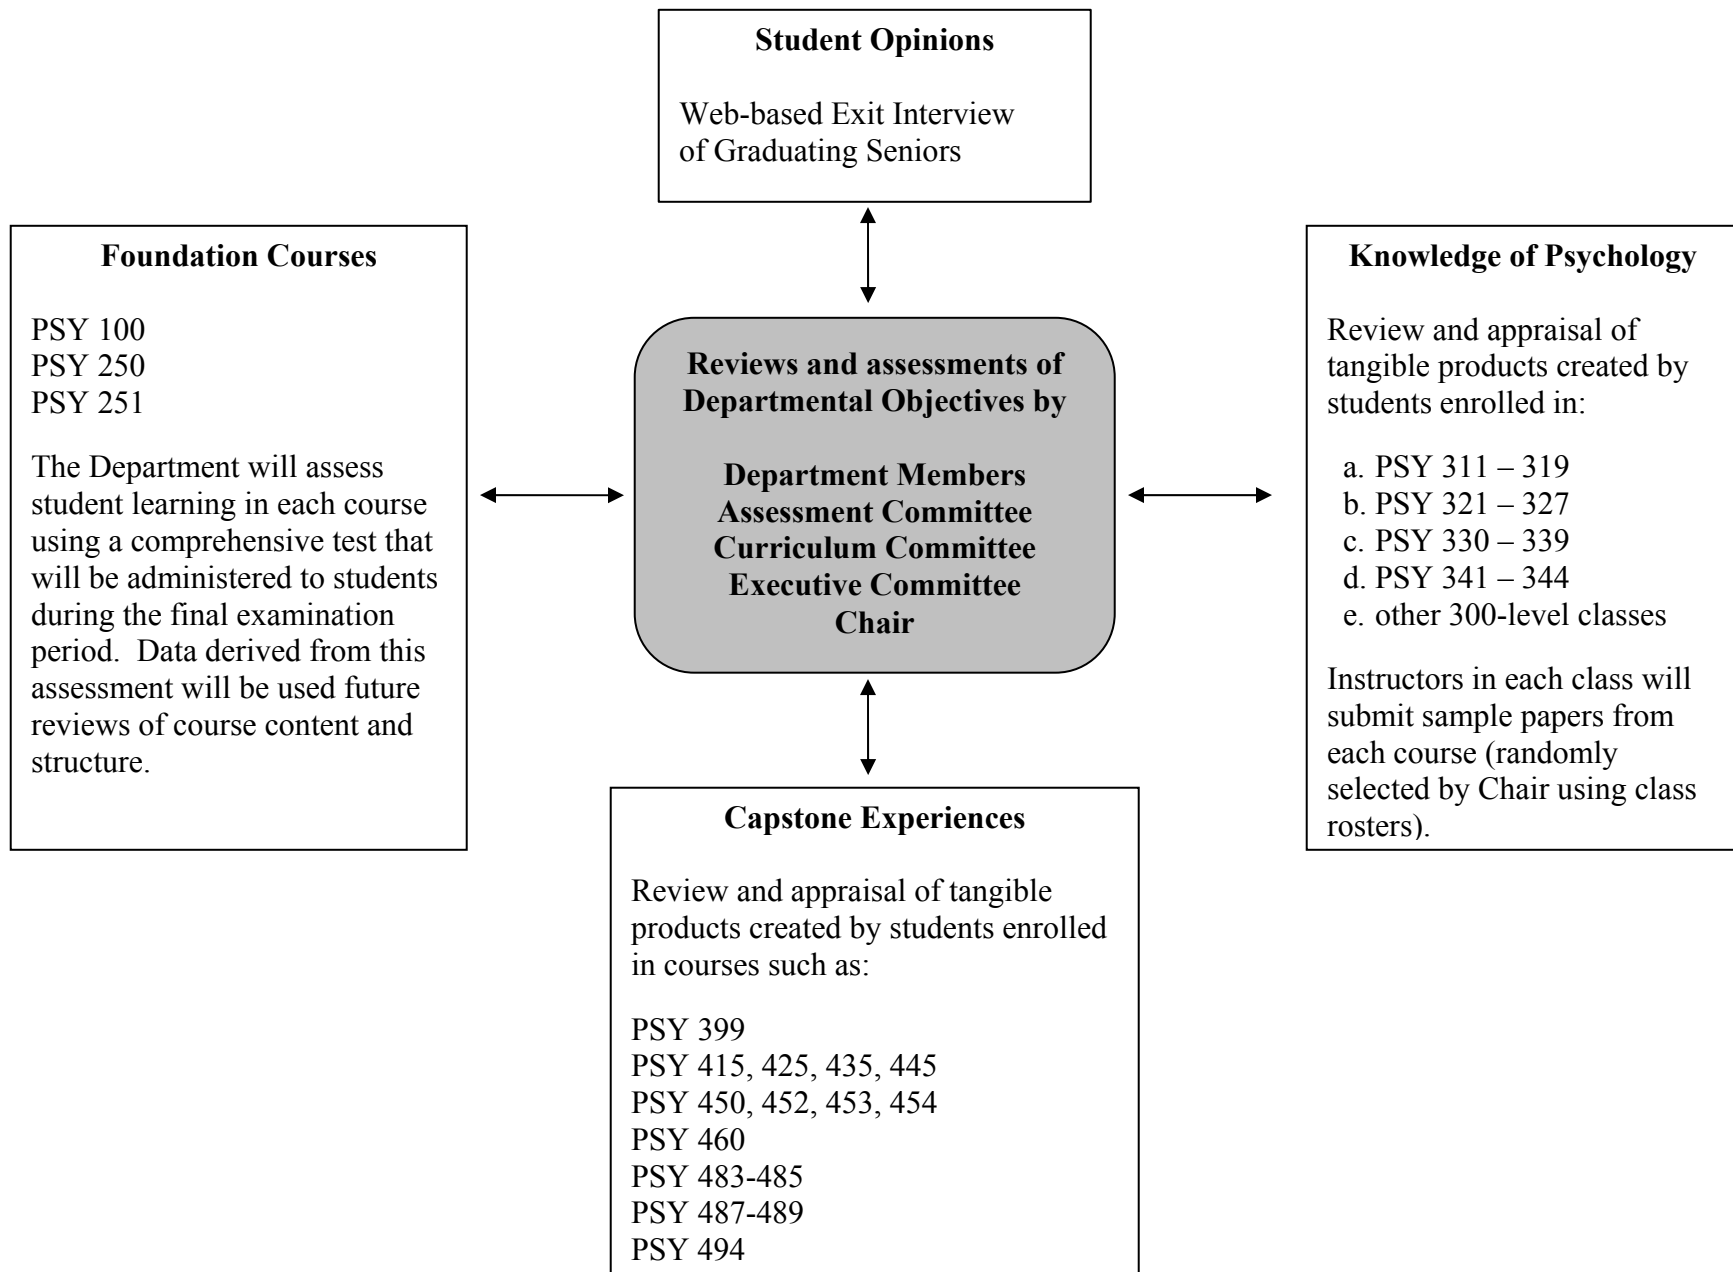 Student Opinions
Web-based Exit Interview
of Graduating Seniors
Foundation Courses
PSY 100
PSY 250
PSY 251
The Department will assess
student learning in each course
using a comprehensive test that
will be administered to students
during the final examination
period.  Data derived from this
assessment will be used future
reviews of course content and
structure.
Reviews and assessments of
Departmental Objectives by
Department Members
Assessment Committee
Curriculum Committee
Executive Committee
Chair
Knowledge of Psychology
Review and appraisal of
tangible products created by
students enrolled in:
a. PSY 311 – 319
b. PSY 321 – 327
c. PSY 330 – 339
d. PSY 341 – 344
e. other 300-level classes
Instructors in each class will
submit sample papers from
each course (randomly
selected by Chair using class
rosters).
Capstone Experiences
Review and appraisal of tangible
products created by students enrolled
in courses such as:
PSY 399
PSY 415, 425, 435, 445
PSY 450, 452, 453, 454
PSY 460
PSY 483-485
PSY 487-489
PSY 494